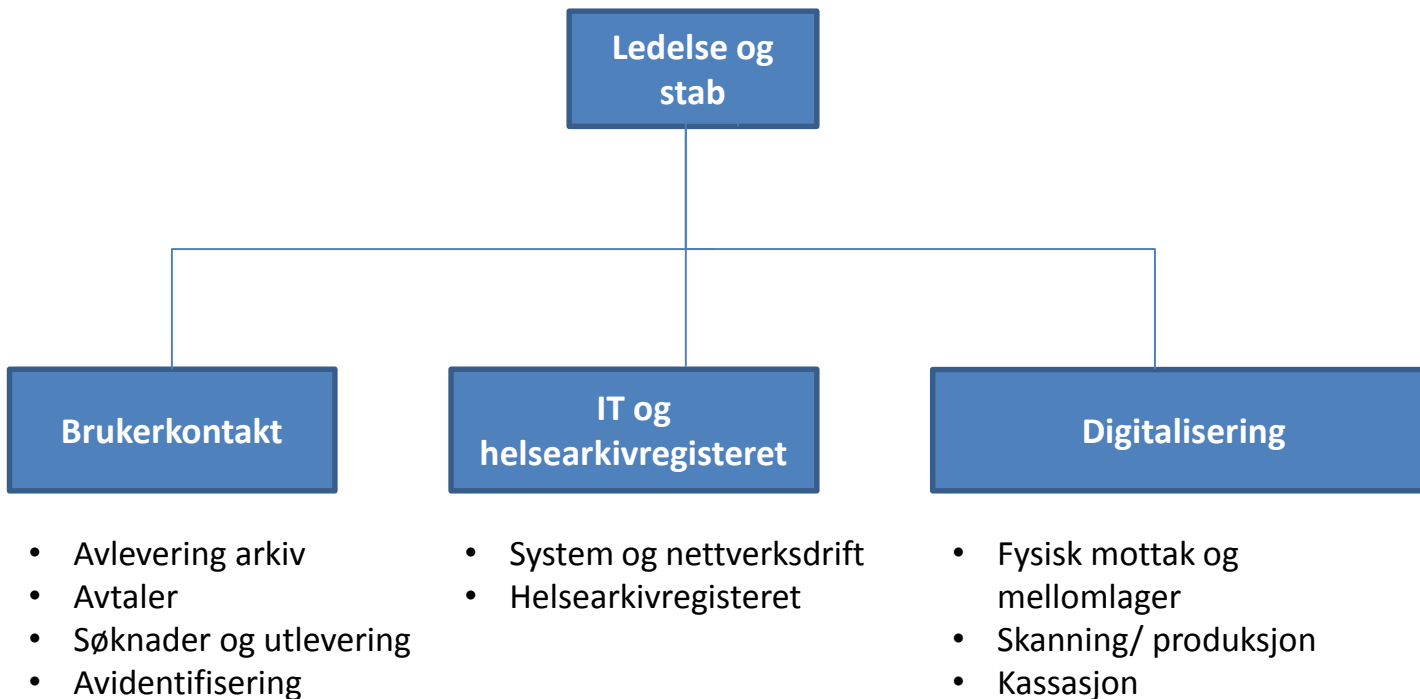 Ledelse og
stab
Brukerkontakt
IT og
helsearkivregisteret
Digitalisering
• Avlevering arkiv
• Avtaler
• Søknader og utlevering
• Avidentifisering
• System og nettverksdrift
• Helsearkivregisteret
• Fysisk mottak og
mellomlager
• Skanning/ produksjon
• Kassasjon